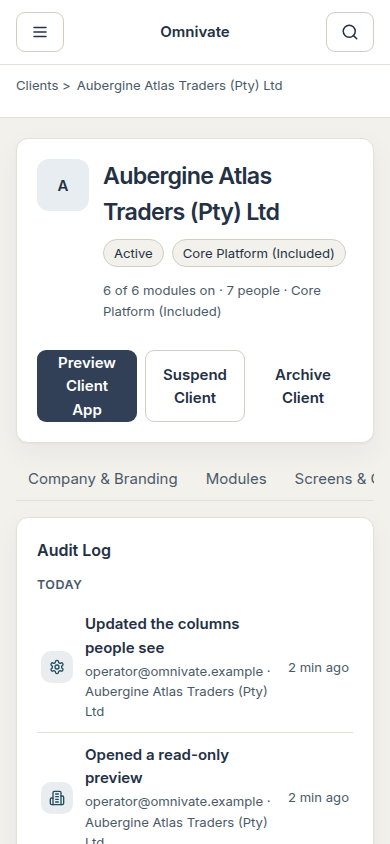 Omnivate
Clients > Aubergine Atlas Traders (Pty) Ltd
A
Aubergine Atlas
Traders (Pty) Ltd
Active
Core Platform (Included)
6 of 6 modules on · 7 people · Core
Platform (Included)
Preview
Client
App
Suspend
Client
Archive
Client
Company & Branding
Modules
Screens &
Audit Log
TODAY
Updated the columns
people see
operator@omnivate.example ·
Aubergine Atlas Traders (Pty)
Ltd
2 min ago
Opened a read-only
preview
operator@omnivate.example ·
Aubergine Atlas Traders (Pty)
Ltd
2 min ago